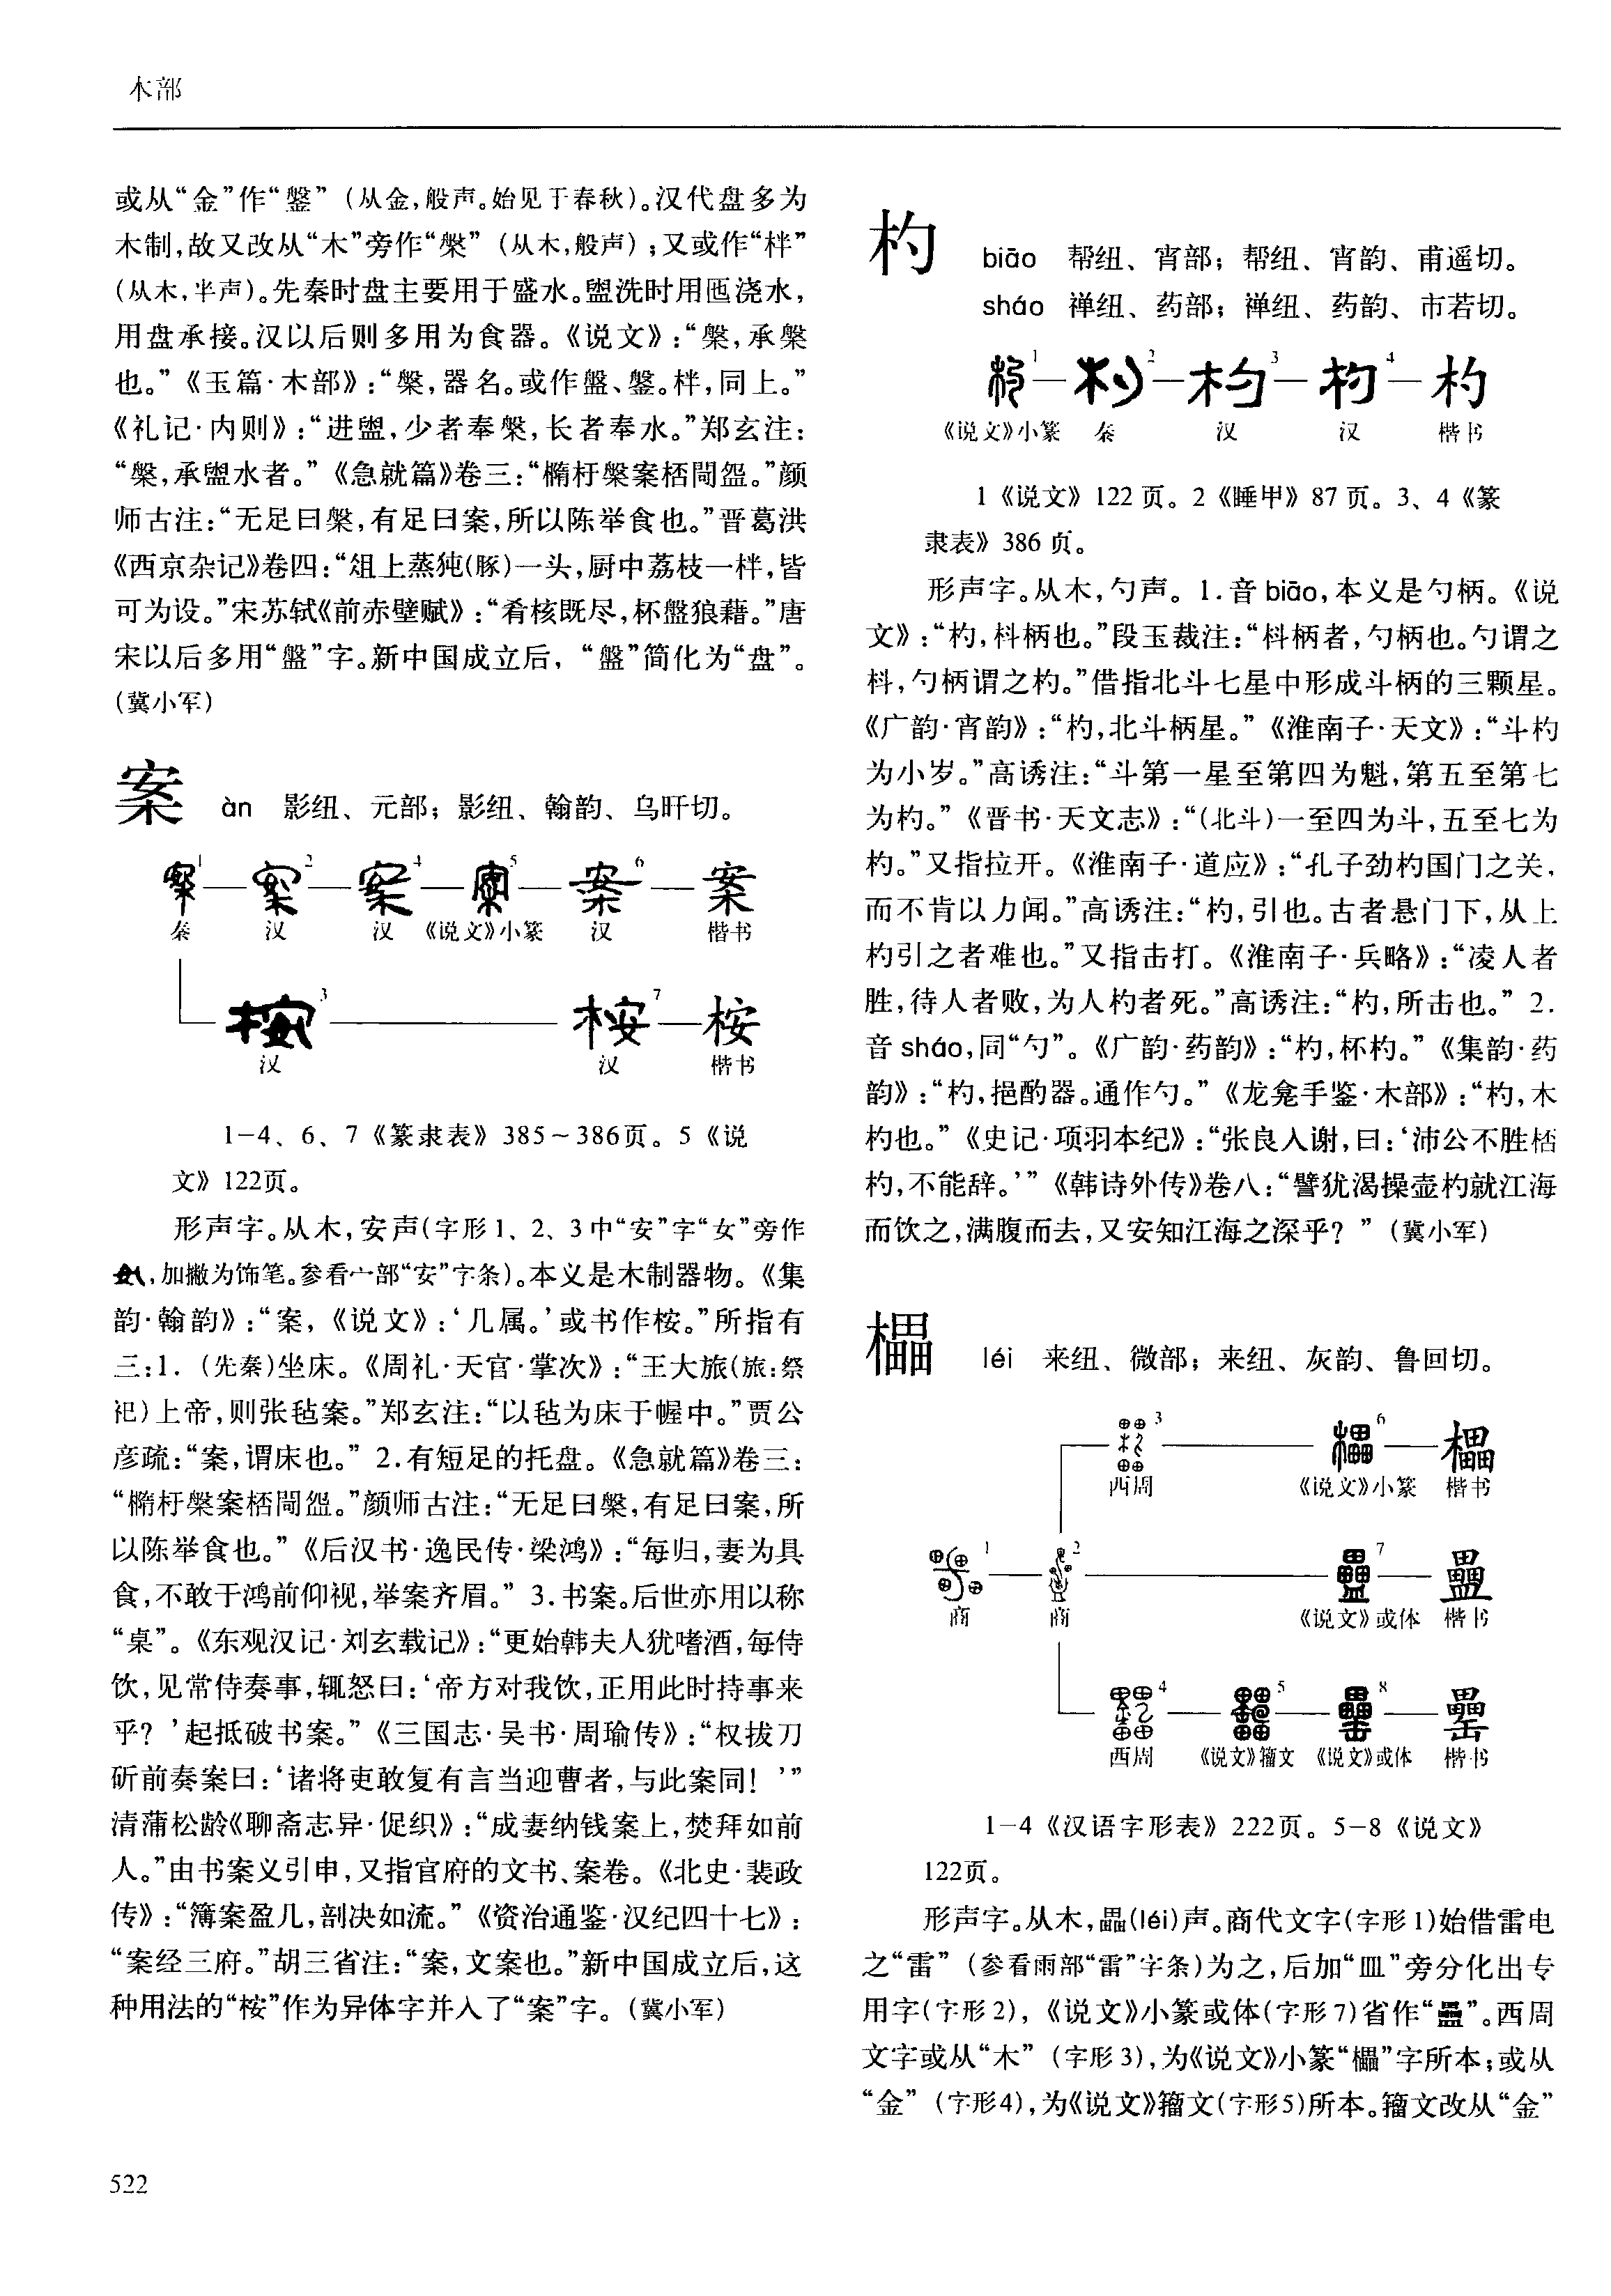 木部
或从“金”作“鎜”(从金,般声。始见于春秋)。汉代盘多为
木制,故又改从“木”旁作“槃”(从木,般声);又或作“柈”
(从木,半声)。先秦时盘主要用于盛水。盥洗时用匜浇水,
用盘承接。汉以后则多用为食器。《说文》:“槃,承槃
也。”《玉篇·木部》:“槃,器名。或作盤、鎜。柈,同上。”
《礼记·内则》:“进盥,少者奉槃,长者奉水。”郑玄注:
“槃,承盥水者。”《急就篇》卷三:“椭杅槃案桮閜盌。”颜
师古注:“无足曰槃,有足曰案,所以陈举食也。”晋葛洪
《西京杂记》卷四:“俎上蒸㹠(豚)一头,厨中荔枝一柈,皆
可为设。”宋苏轼《前赤壁赋》:“肴核既尽,杯盤狼藉。”唐
宋以后多用“盤”字。新中国成立后,“盤”简化为“盘”。
(冀小军)
案 àn 影纽、元部;影纽、翰韵、乌旰切。
1 2 4 5 6 案
秦 汉 汉 《说文》小篆 汉 楷书
3 7 桉
汉 汉 楷书
1-4、6、7《篆隶表》385~386页。5《说
文》122页。
形声字。从木,安声(字形1、2、3中“安”字“女”旁作
,加撇为饰笔。参看宀部“安”字条)。本义是木制器物。《集
韵·翰韵》:“案,《说文》:‘几属。’或书作桉。”所指有
三:1.(先秦)坐床。《周礼·天官·掌次》:“王大旅(旅:祭
祀)上帝,则张毡案。”郑玄注:“以毡为床于幄中。”贾公
彦疏:“案,谓床也。”2.有短足的托盘。《急就篇》卷三:
“椭杅槃案桮閜盌。”颜师古注:“无足曰槃,有足曰案,所
以陈举食也。”《后汉书·逸民传·梁鸿》:“每归,妻为具
食,不敢于鸿前仰视,举案齐眉。”3.书案。后世亦用以称
“桌”。《东观汉记·刘玄载记》:“更始韩夫人犹嗜酒,每侍
饮,见常侍奏事,辄怒曰:‘帝方对我饮,正用此时持事来
乎?’起抵破书案。”《三国志·吴书·周瑜传》:“权拔刀
斫前奏案曰:‘诸将吏敢复有言当迎曹者,与此案同!’”
清蒲松龄《聊斋志异·促织》:“成妻纳钱案上,焚拜如前
人。”由书案义引申,又指官府的文书、案卷。《北史·裴政
传》:“簿案盈几,剖决如流。”《资治通鉴·汉纪四十七》:
“案经三府。”胡三省注:“案,文案也。”新中国成立后,这
种用法的“桉”作为异体字并入了“案”字。(冀小军)
杓 biāo 帮纽、宵部;帮纽、宵韵、甫遥切。
sháo 禅纽、药部;禅纽、药韵、市若切。
1 2 3 4 杓
《说文》小篆 秦 汉 汉 楷书
1《说文》122页。2《睡甲》87页。3、4《篆
隶表》386页。
形声字。从木,勺声。1.音biāo,本义是勺柄。《说
文》:“杓,枓柄也。”段玉裁注:“枓柄者,勺柄也。勺谓之
枓,勺柄谓之杓。”借指北斗七星中形成斗柄的三颗星。
《广韵·宵韵》:“杓,北斗柄星。”《淮南子·天文》:“斗杓
为小岁。”高诱注:“斗第一星至第四为魁,第五至第七
为杓。”《晋书·天文志》:“(北斗)一至四为斗,五至七为
杓。”又指拉开。《淮南子·道应》:“孔子劲杓国门之关,
而不肯以力闻。”高诱注:“杓,引也。古者悬门下,从上
杓引之者难也。”又指击打。《淮南子·兵略》:“凌人者
胜,待人者败,为人杓者死。”高诱注:“杓,所击也。”2.
音sháo,同“勺”。《广韵·药韵》:“杓,杯杓。”《集韵·药
韵》:“杓,挹酌器。通作勺。”《龙龛手鉴·木部》:“杓,木
杓也。”《史记·项羽本纪》:“张良入谢,曰:‘沛公不胜桮
杓,不能辞。’”《韩诗外传》卷八:“譬犹渴操壶杓就江海
而饮之,满腹而去,又安知江海之深乎?”(冀小军)
櫑 léi 来纽、微部;来纽、灰韵、鲁回切。
3 6 櫑
西周 《说文》小篆 楷书
1 2 7 㽁
商 商 《说文》或体 楷书
4 5 8 罍
西周 《说文》籀文 《说文》或体 楷书
1-4《汉语字形表》222页。5-8《说文》
122页。
形声字。从木,畾(léi)声。商代文字(字形1)始借雷电
之“雷”(参看雨部“雷”字条)为之,后加“皿”旁分化出专
用字(字形2),《说文》小篆或体(字形7)省作“㽁”。西周
文字或从“木”(字形3),为《说文》小篆“櫑”字所本;或从
“金”(字形4),为《说文》籀文(字形5)所本。籀文改从“金”
522